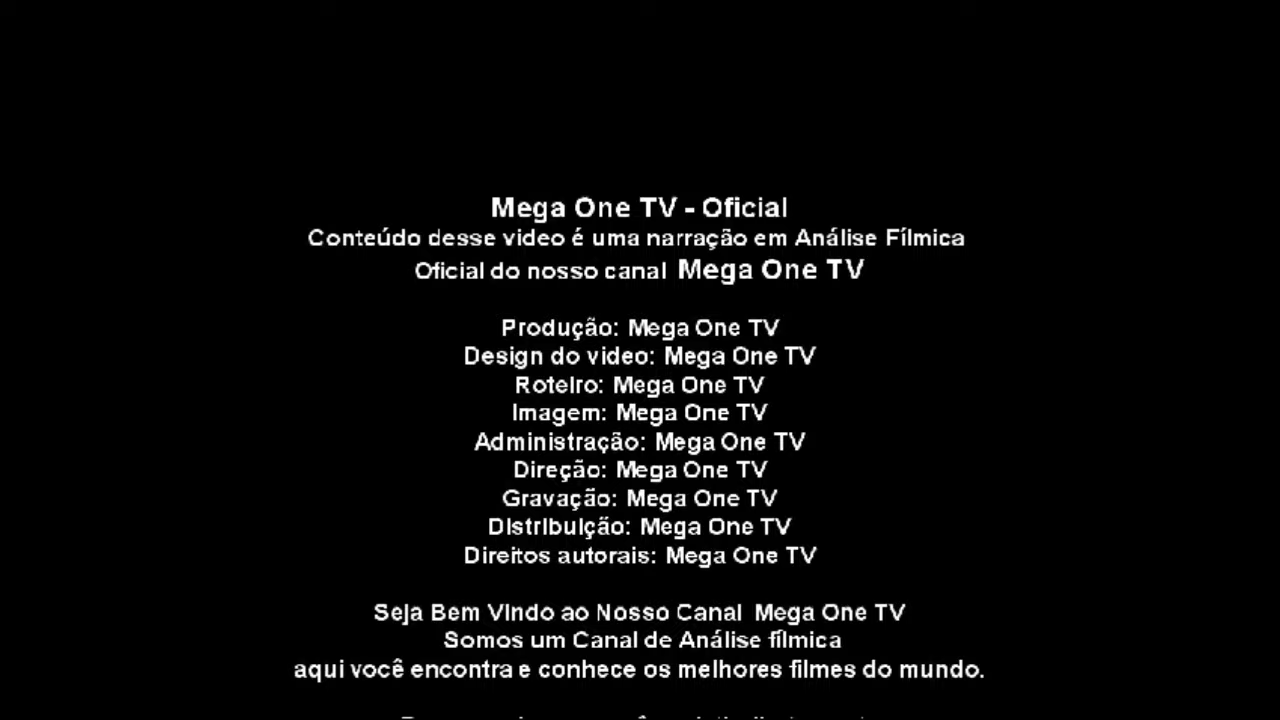 Mega One TV - Oficial
Conteúdo desse video é uma narração em Análise Fílmica
Oficial do nosso canal Mega One TV
Produção: Mega One TV
Design do video: Mega One TV
Roteiro: Mega One TV
Imagem: Mega One TV
Administração: Mega One TV
Direção: Mega One TV
Gravação: Mega One TV
Distribuição: Mega One TV
Direitos autorais: Mega One TV
Seja Bem Vindo ao Nosso Canal Mega One TV
Somos um Canal de Análise fílmica
aqui você encontra e conhece os melhores filmes do mundo.